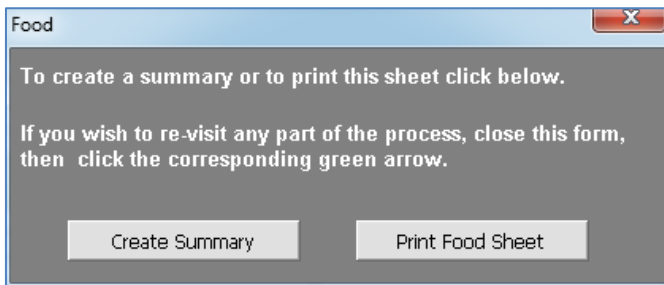 Food
To create a summary or to print this sheet click below.
If you wish to re-visit any part of the process, close this form,
then click the corresponding green arrow.
Create Summary
Print Food Sheet